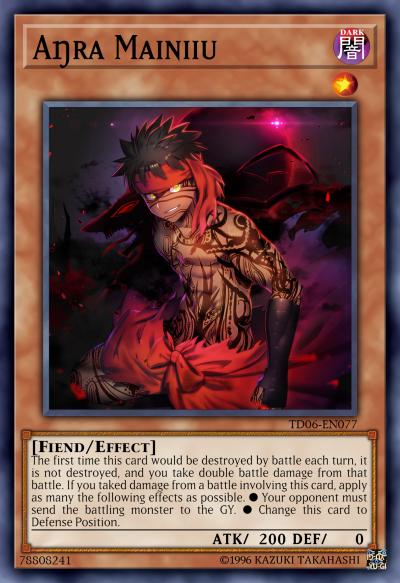 Aŋra Mainiiu
DARK
闇
TD06-EN077
[Fiend/Effect]
The first time this card would be destroyed by battle each turn, it
is not destroyed, and you take double battle damage from that
battle. If you taked damage from a battle involving this card, apply
as many the following effects as possible. ● Your opponent must
send the battling monster to the GY. ● Change this card to
Defense Position.
ATK/ 200 DEF/ 0
78808241
©1996 KAZUKI TAKAHASHI